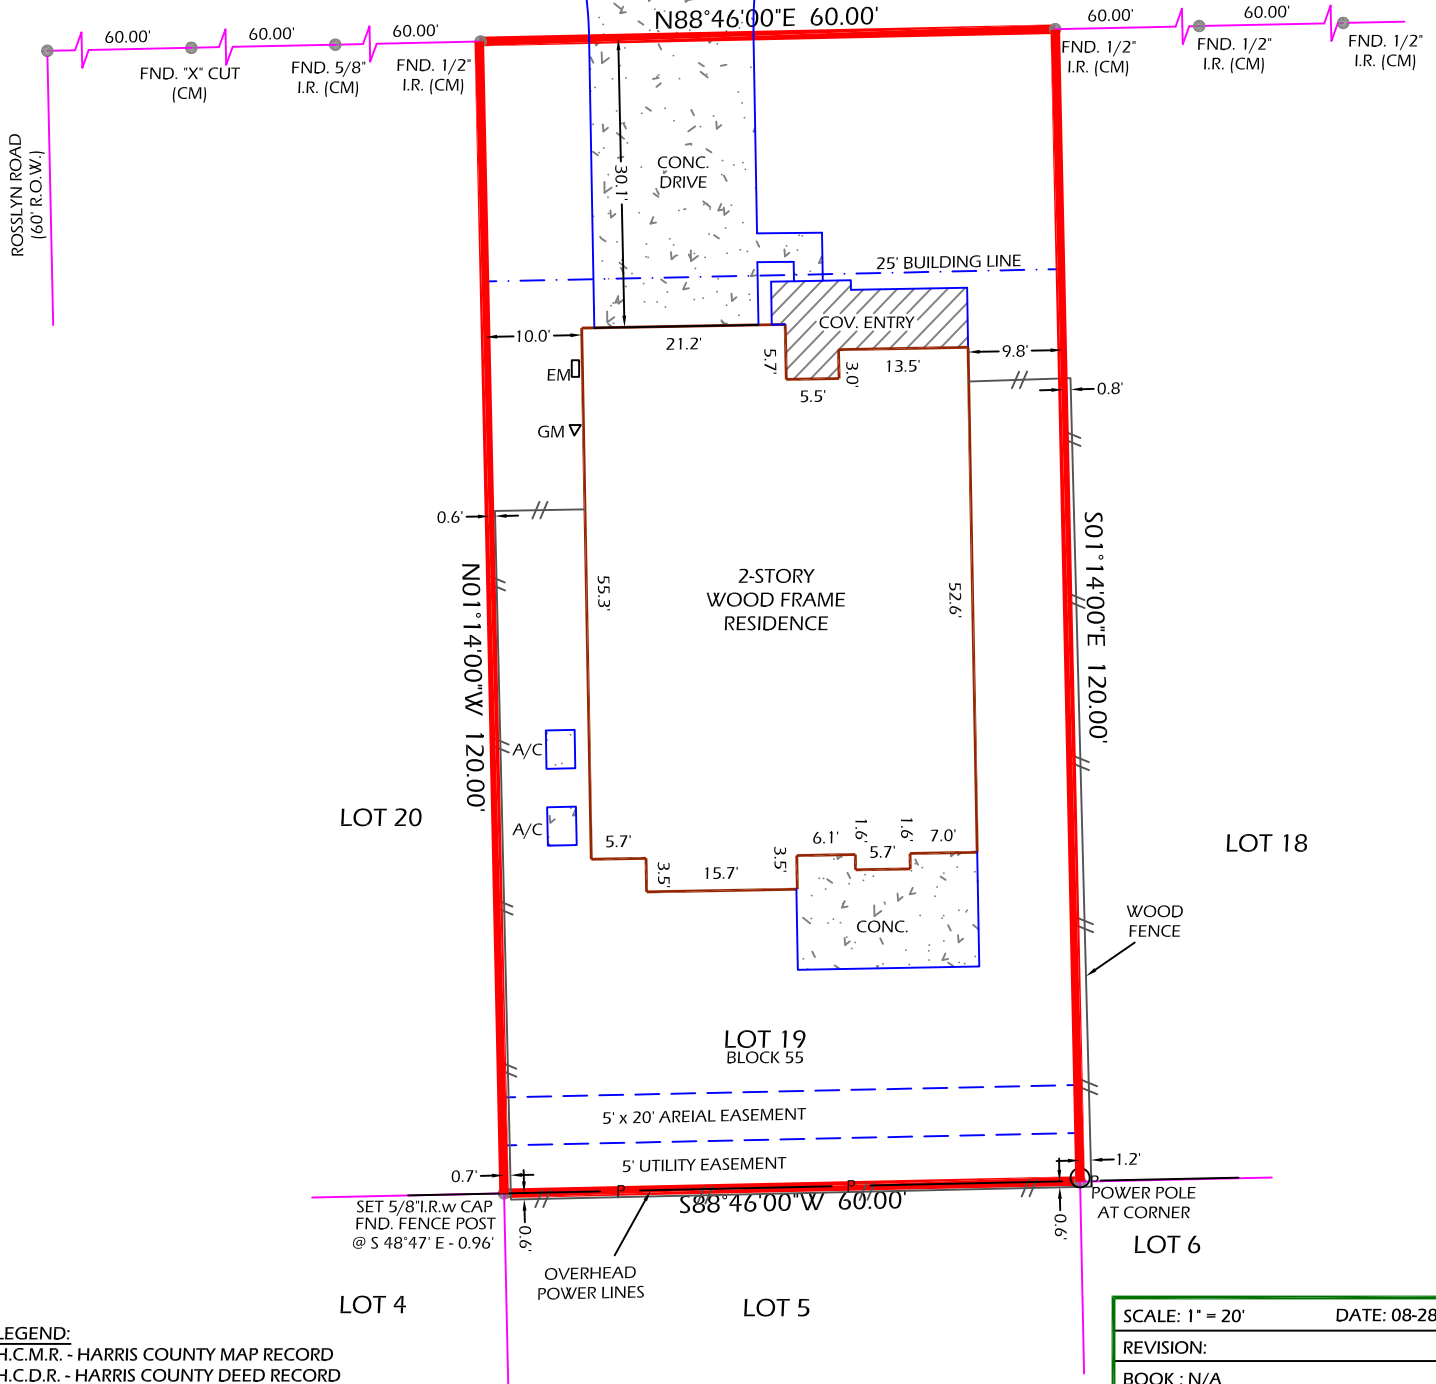 N88°46'00"E 60.00'
60.00'
60.00'
60.00'
60.00'
60.00'
FND. "X" CUT
(CM)
FND. 5/8"
I.R. (CM)
FND. 1/2"
I.R. (CM)
FND. 1/2"
I.R. (CM)
FND. 1/2"
I.R. (CM)
FND. 1/2"
I.R. (CM)
ROSSLYN ROAD
(60' R.O.W.)
30.1'
CONC.
DRIVE
25' BUILDING LINE
COV. ENTRY
10.0'
21.2'
5.7'
5.5'
3.0'
13.5'
9.8'
0.8'
EM
GM
0.6'
N01°14'00"W 120.00'
S01°14'00"E 120.00'
55.3'
2-STORY
WOOD FRAME
RESIDENCE
52.6'
A/C
A/C
LOT 20
LOT 18
5.7'
3.5'
15.7'
3.5'
6.1'
1.6'
5.7'
1.6'
7.0'
CONC.
WOOD
FENCE
LOT 19
BLOCK 55
5' x 20' AREIAL EASEMENT
5' UTILITY EASEMENT
0.7'
1.2'
P
P
P
S88°46'00"W 60.00'
SET 5/8"I.R.w CAP
FND. FENCE POST
@ S 48°47' E - 0.96'
0.6'
0.6'
POWER POLE
AT CORNER
LOT 6
OVERHEAD
POWER LINES
LOT 4
LOT 5
LEGEND:
H.C.M.R. - HARRIS COUNTY MAP RECORD
H.C.D.R. - HARRIS COUNTY DEED RECORD
SCALE: 1" = 20' DATE: 08-28
REVISION:
BOOK : N/A